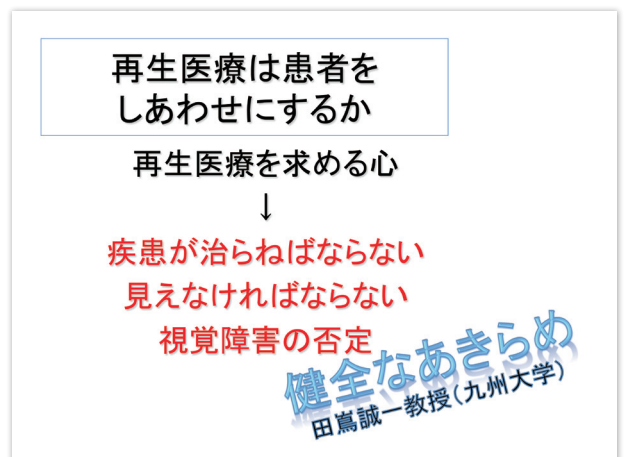 再生医療は患者を
しあわせにするか
再生医療を求める心
↓
疾患が治らねばならない
見えなければならない
視覚障害の否定
健全なあきらめ
田嶌誠一教授(九州大学)